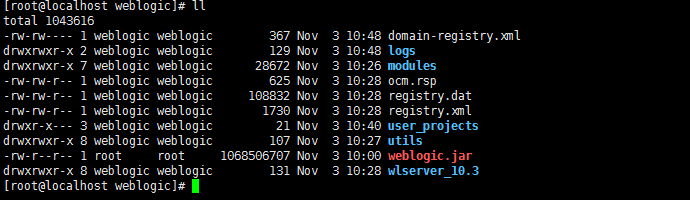 [root@localhost weblogic]# ll
total 1043616
-rw-rw---- 1 weblogic weblogic        367 Nov  3 10:48 domain-registry.xml
drwxrwxr-x 2 weblogic weblogic        129 Nov  3 10:48 logs
drwxrwxr-x 7 weblogic weblogic      28672 Nov  3 10:26 modules
-rw-rw-r-- 1 weblogic weblogic        625 Nov  3 10:28 ocm.rsp
-rw-rw-r-- 1 weblogic weblogic     108832 Nov  3 10:28 registry.dat
-rw-rw-r-- 1 weblogic weblogic       1730 Nov  3 10:28 registry.xml
drwxr-x--- 3 weblogic weblogic         21 Nov  3 10:40 user_projects
drwxrwxr-x 8 weblogic weblogic        107 Nov  3 10:27 utils
-rw-r--r-- 1 root     root     1068506707 Nov  3 10:00 weblogic.jar
drwxrwxr-x 8 weblogic weblogic        131 Nov  3 10:28 wlserver_10.3
[root@localhost weblogic]#